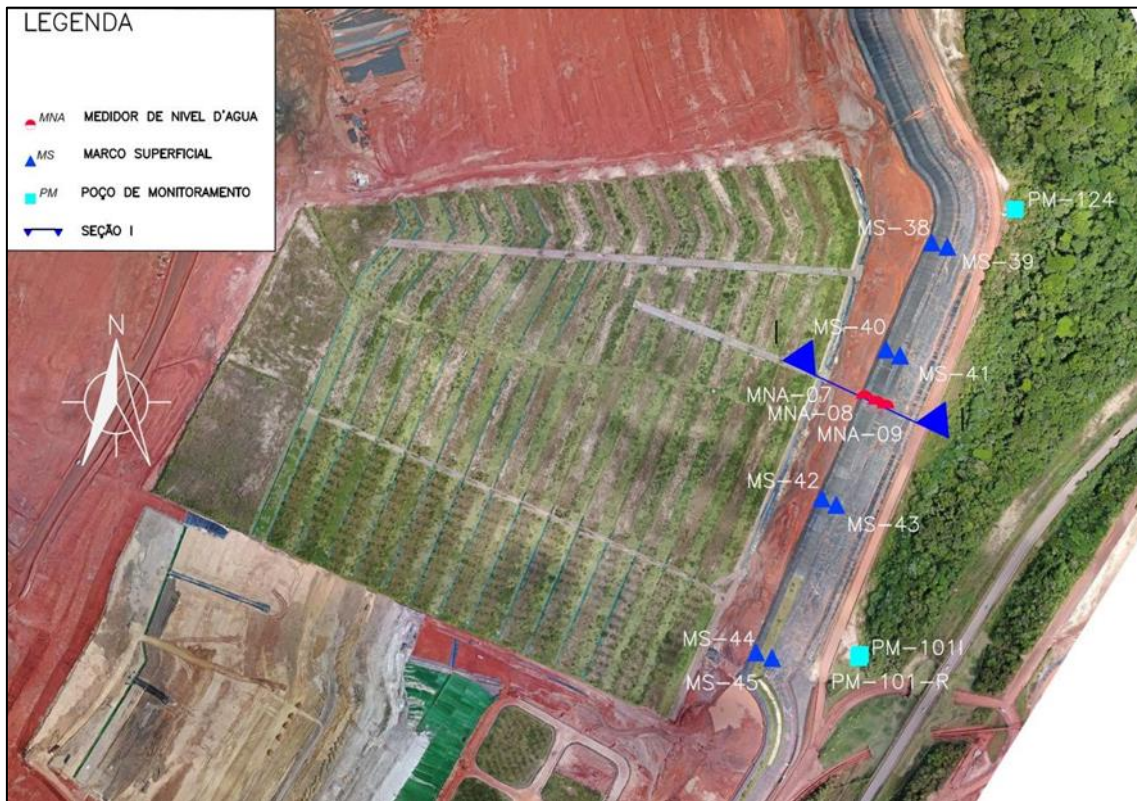 LEGENDA
MNA MEDIDOR DE NIVEL D'AGUA
MS MARCO SUPERFICIAL
PM POÇO DE MONITORAMENTO
SEÇÃO I
N
PM-124
MS-38
MS-39
MS-40
I
MS-41
MNA-07
MNA-08
I
MNA-09
MS-42
MS-43
MS-44
PM-101I
MS-45
PM-101-R